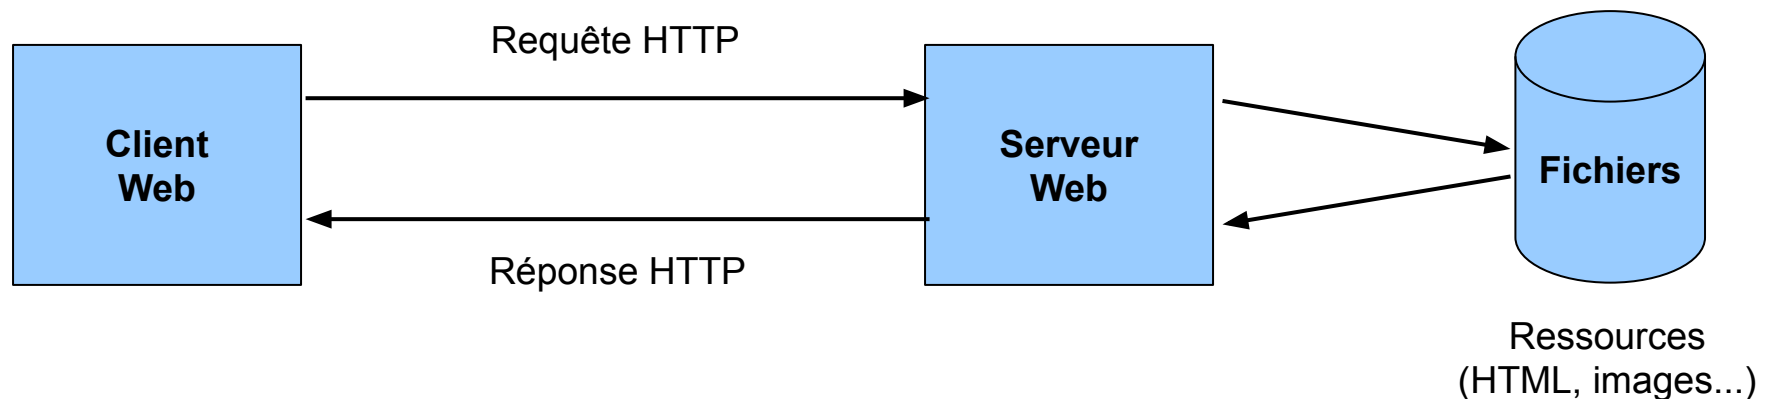 Requête HTTP
Client
Web
Serveur
Web
Fichiers
Réponse HTTP
Ressources
(HTML, images...)